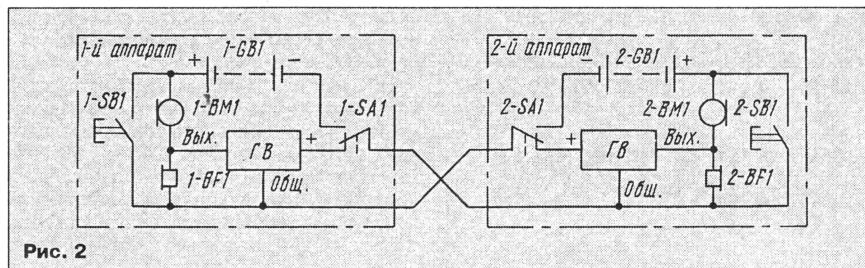 1-й аппарат
+ 1-GB1 -
1-SB1
1-BM1
1-SA1
Вых.
ГВ
+
1-BF1
Общ.
2-й аппарат
- 2-GB1 +
2-SA1
2-BM1
2-SB1
+
ГВ
Вых.
Общ.
2-BF1
Рис. 2